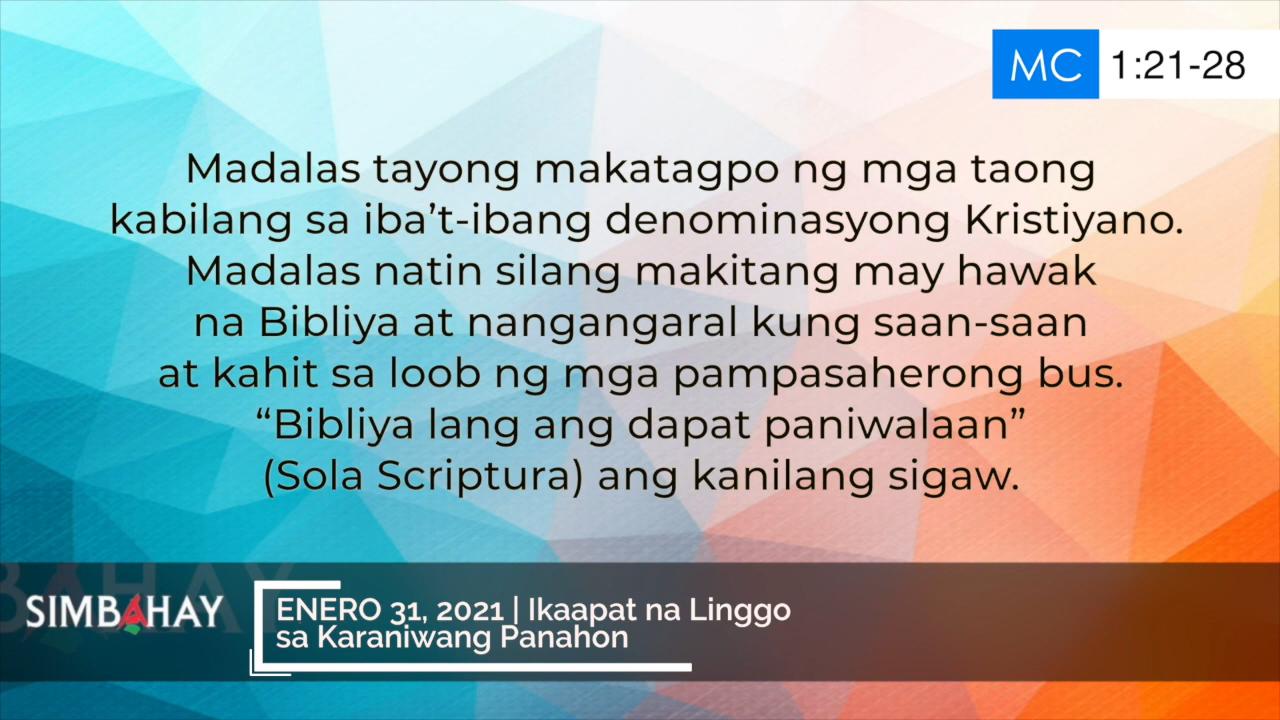 MC 1:21-28
Madalas tayong makatagpo ng mga taong
kabilang sa iba’t-ibang denominasyong Kristiyano.
Madalas natin silang makitang may hawak
na Bibliya at nangangaral kung saan-saan
at kahit sa loob ng mga pampasaherong bus.
“Bibliya lang ang dapat paniwalaan”
(Sola Scriptura) ang kanilang sigaw.
SIMBAHAY
ENERO 31, 2021 | Ikaapat na Linggo
sa Karaniwang Panahon